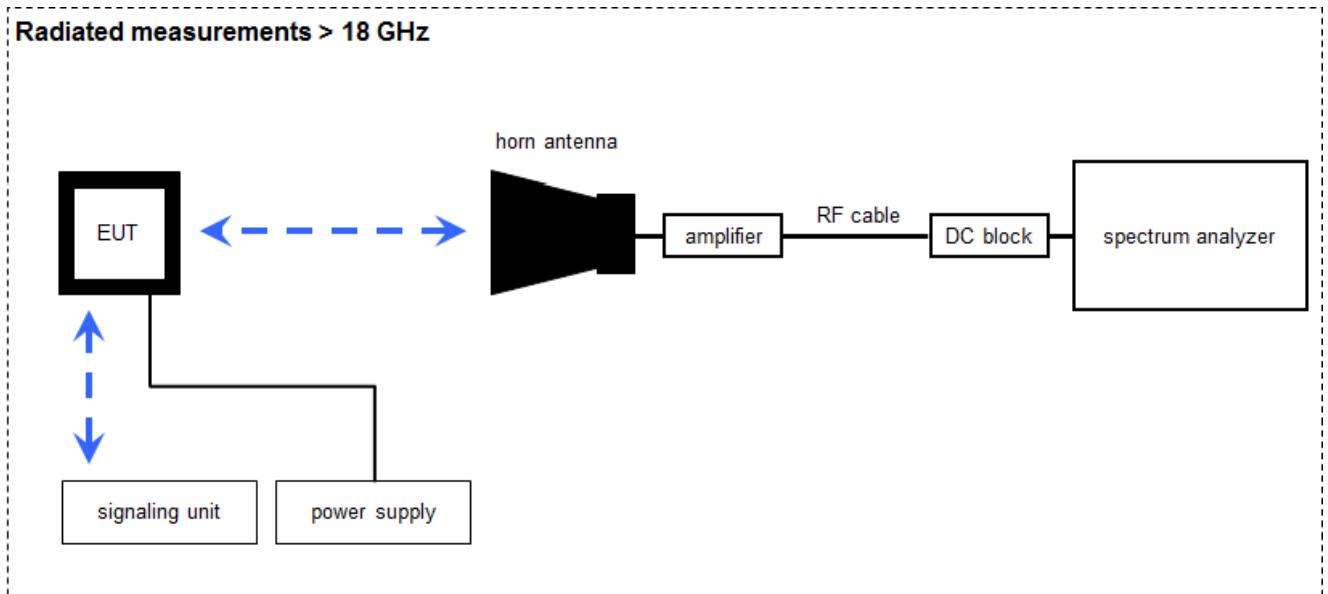 Radiated measurements > 18 GHz
horn antenna
EUT
amplifier
RF cable
DC block
spectrum analyzer
signaling unit
power supply